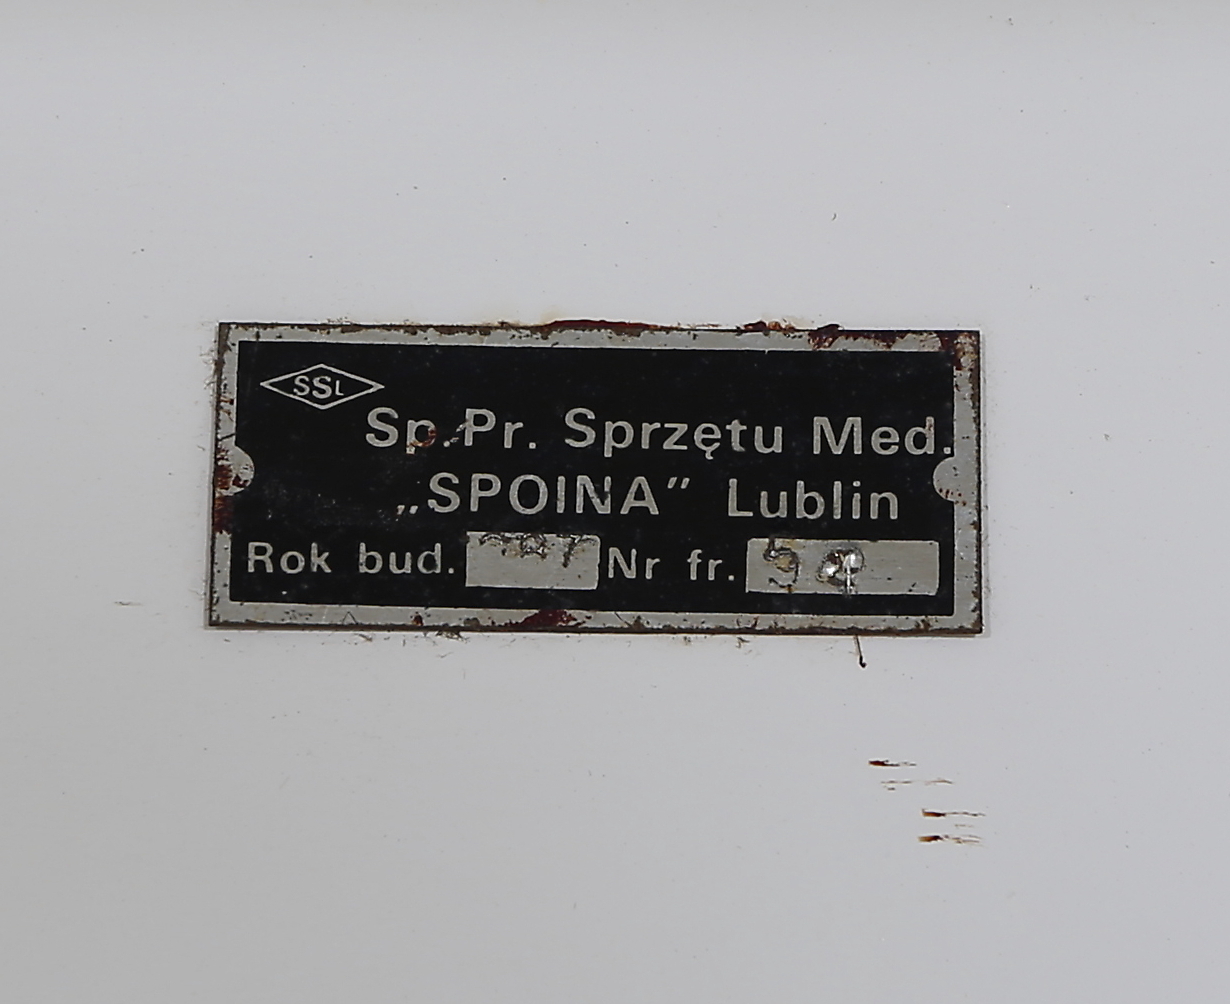 SSL
Sp. Pr. Sprzętu Med.
„SPOINA” Lublin
Rok bud. Nr fr.